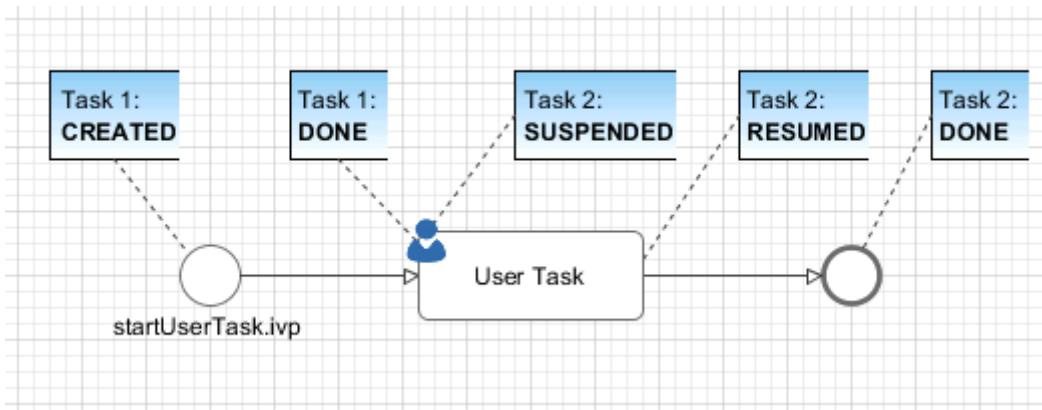 Task 1:
CREATED
Task 1:
DONE
Task 2:
SUSPENDED
Task 2:
RESUMED
Task 2:
DONE
User Task
startUserTask.ivp